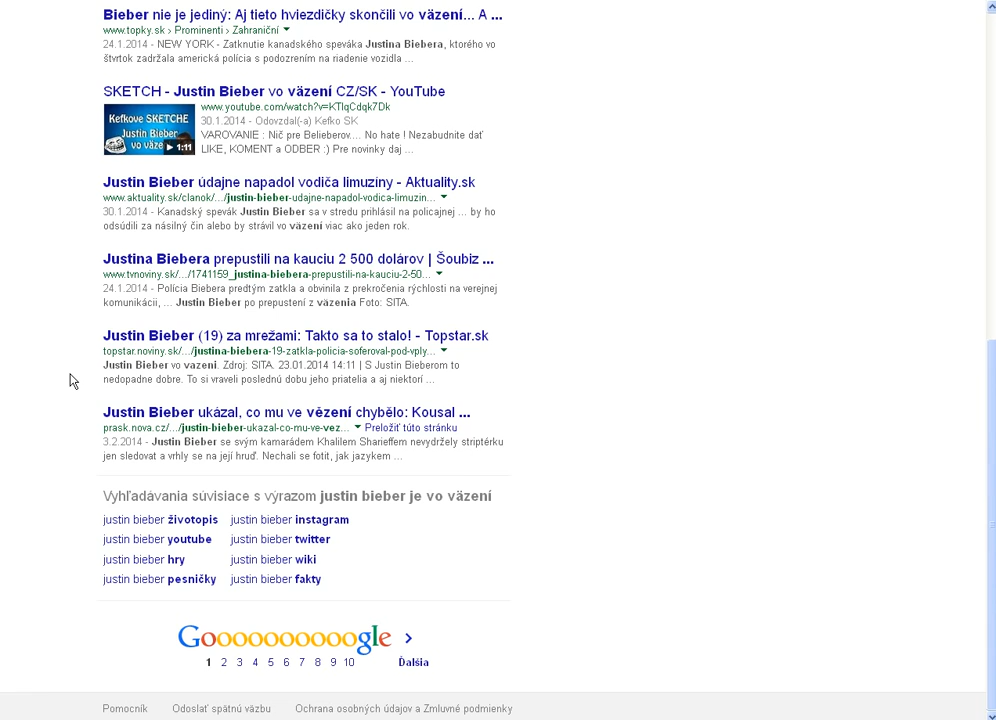 Bieber nie je jediný: Aj tieto hviezdičky skončili vo väzení... A ...
www.topky.sk › Prominenti › Zahraniční
24.1.2014 - NEW YORK - Zatknutie kanadského speváka Justina Biebera, ktorého vo
štvrtok zadržala americká polícia s podozrením na riadenie vozidla ...
SKETCH - Justin Bieber vo väzení CZ/SK - YouTube
www.youtube.com/watch?v=KTlqCdqk7Dk
Kefkove SKETCHE
Justin Bieber
vo väze
1:11
30.1.2014 - Odovzdal(-a) Kefko SK
VAROVANIE : Nič pre Belieberov.... No hate ! Nezabudnite dať
LIKE, KOMENT a ODBER :) Pre novinky daj ...
Justin Bieber údajne napadol vodiča limuzíny - Aktuality.sk
www.aktuality.sk/clanok/.../justin-bieber-udajne-napadol-vodica-limuzin...
30.1.2014 - Kanadský spevák Justin Bieber sa v stredu prihlásil na policajnej ... by ho
odsúdili za násilný čin alebo by strávil vo väzení viac ako jeden rok.
Justina Biebera prepustili na kauciu 2 500 dolárov | Šoubiz ...
www.tvnoviny.sk/.../1741159_justina-biebera-prepustili-na-kauciu-2-50...
24.1.2014 - Polícia Biebera predtým zatkla a obvinila z prekročenia rýchlosti na verejnej
komunikácii, ... Justin Bieber po prepustení z väzenia Foto: SITA.
Justin Bieber (19) za mrežami: Takto sa to stalo! - Topstar.sk
topstar.noviny.sk/.../justina-biebera-19-zatkla-policia-soferoval-pod-vply...
Justin Bieber vo vazeni. Zdroj: SITA. 23.01.2014 14:11 | S Justin Bieberom to
nedopadne dobre. To si vraveli poslednú dobu jeho priatelia a aj niektorí ...
Justin Bieber ukázal, co mu ve vězení chybělo: Kousal ...
prask.nova.cz/.../justin-bieber-ukazal-co-mu-ve-vez... Preložiť túto stránku
3.2.2014 - Justin Bieber se svým kamarádem Khalilem Sharieffem nevydržely striptérku
jen sledovat a vrhly se na její hruď. Nechali se fotit, jak jazykem ...
Vyhľadávania súvisiace s výrazom justin bieber je vo väzení
justin bieber životopis justin bieber instagram
justin bieber youtube justin bieber twitter
justin bieber hry justin bieber wiki
justin bieber pesničky justin bieber fakty
Goooooooooogle
1 2 3 4 5 6 7 8 9 10 Ďalšia
Pomocník Odoslať spätnú väzbu Ochrana osobných údajov a Zmluvné podmienky